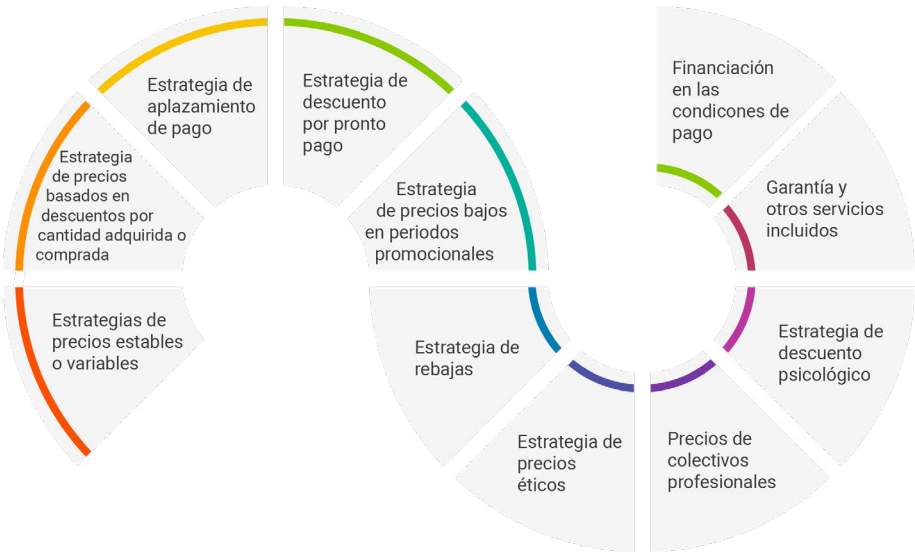 Estrategias de
precios estables
o variables
Estrategia
de precios
basados en
descuentos por
cantidad adquirida o
comprada
Estrategia de
aplazamiento
de pago
Estrategia de
descuento
por pronto
pago
Estrategia
de precios bajos
en periodos
promocionales
Estrategia de
rebajas
Estrategia de
precios
éticos
Precios de
colectivos
profesionales
Estrategia de
descuento
psicológico
Garantía y
otros servicios
incluidos
Financiación
en las
condicones de
pago